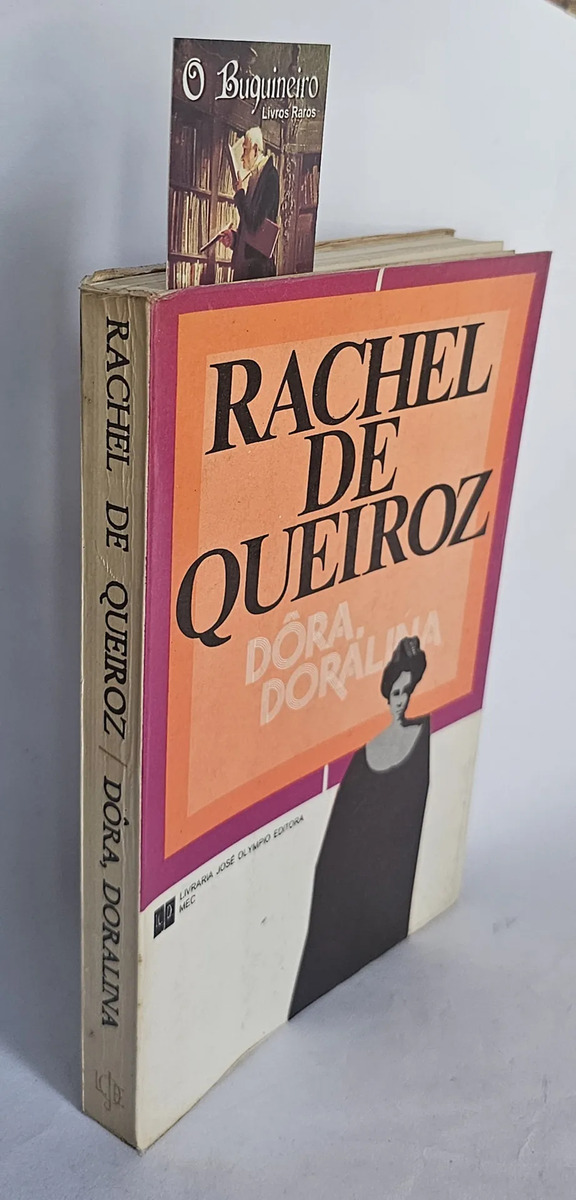 O Buquineiro
Livros Raros
RACHEL
DE
QUEIROZ
DÔRA,
DORALINA
LIVRARIA JOSÉ OLYMPIO EDITORA
MEC
RACHEL DE QUEIROZ / DÔRA, DORALINA